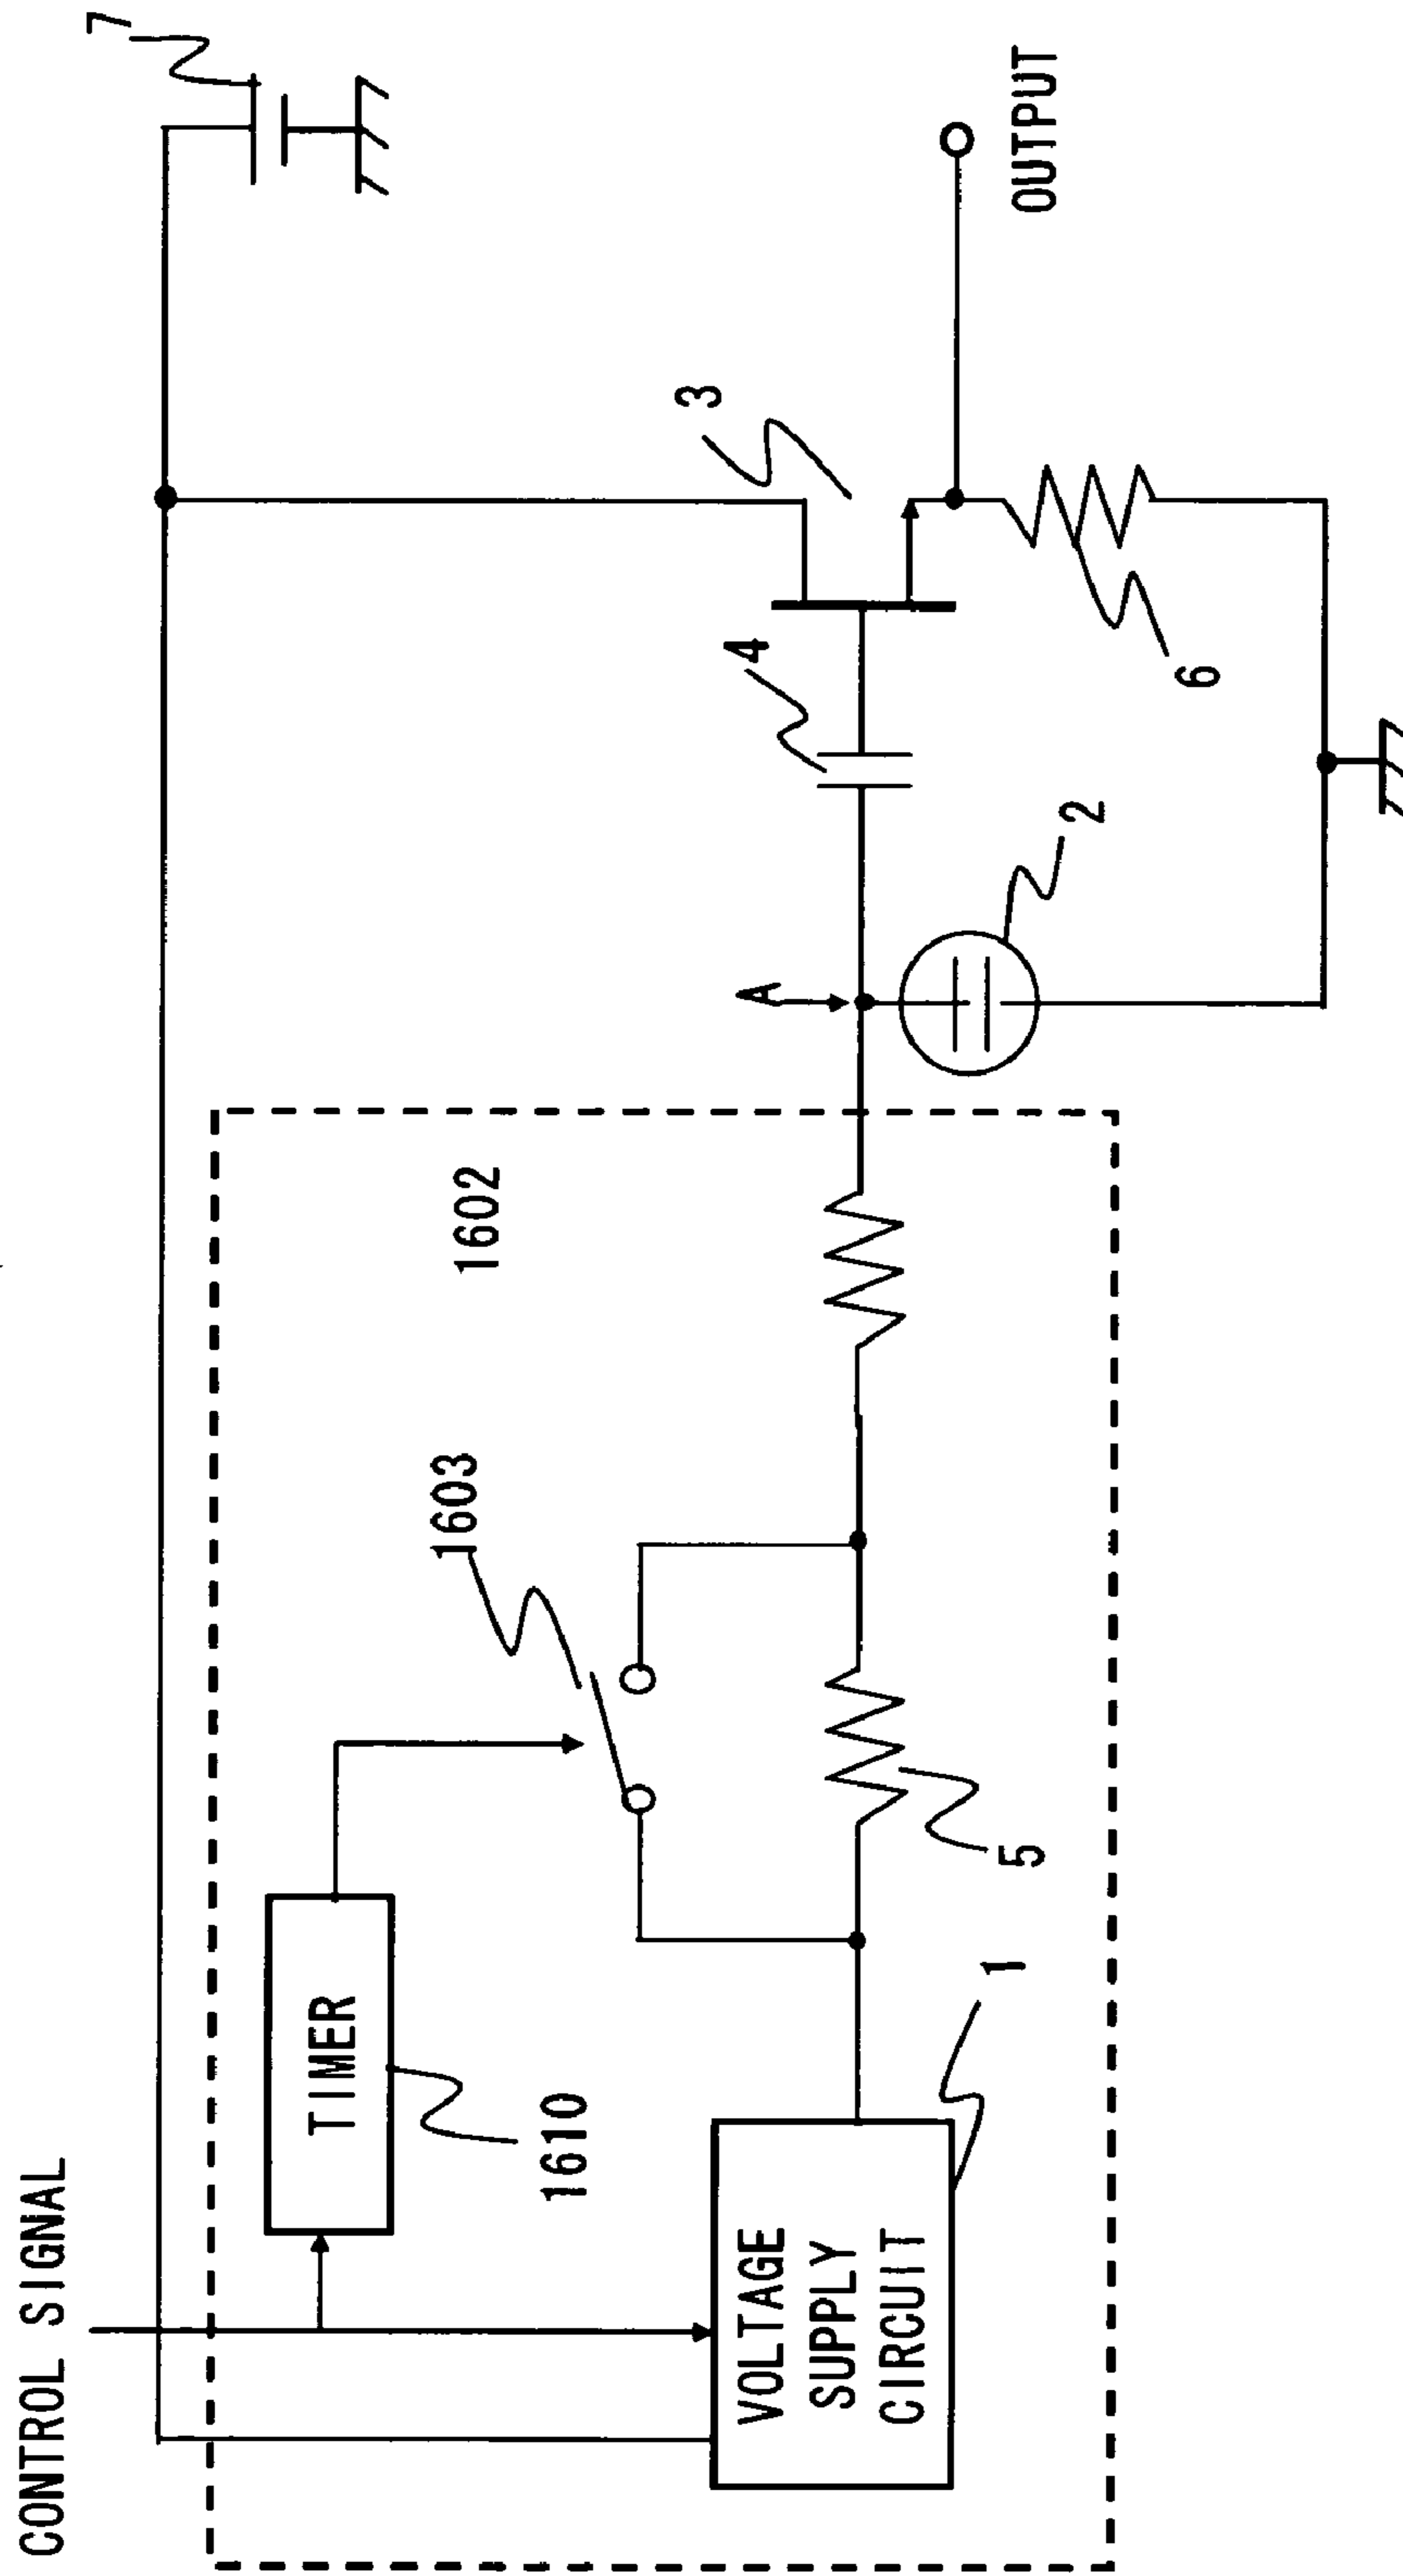 CONTROL SIGNAL
7
TIMER
1610
1603
1602
VOLTAGE
SUPPLY
CIRCUIT
1
5
A
2
4
3
6
OUTPUT